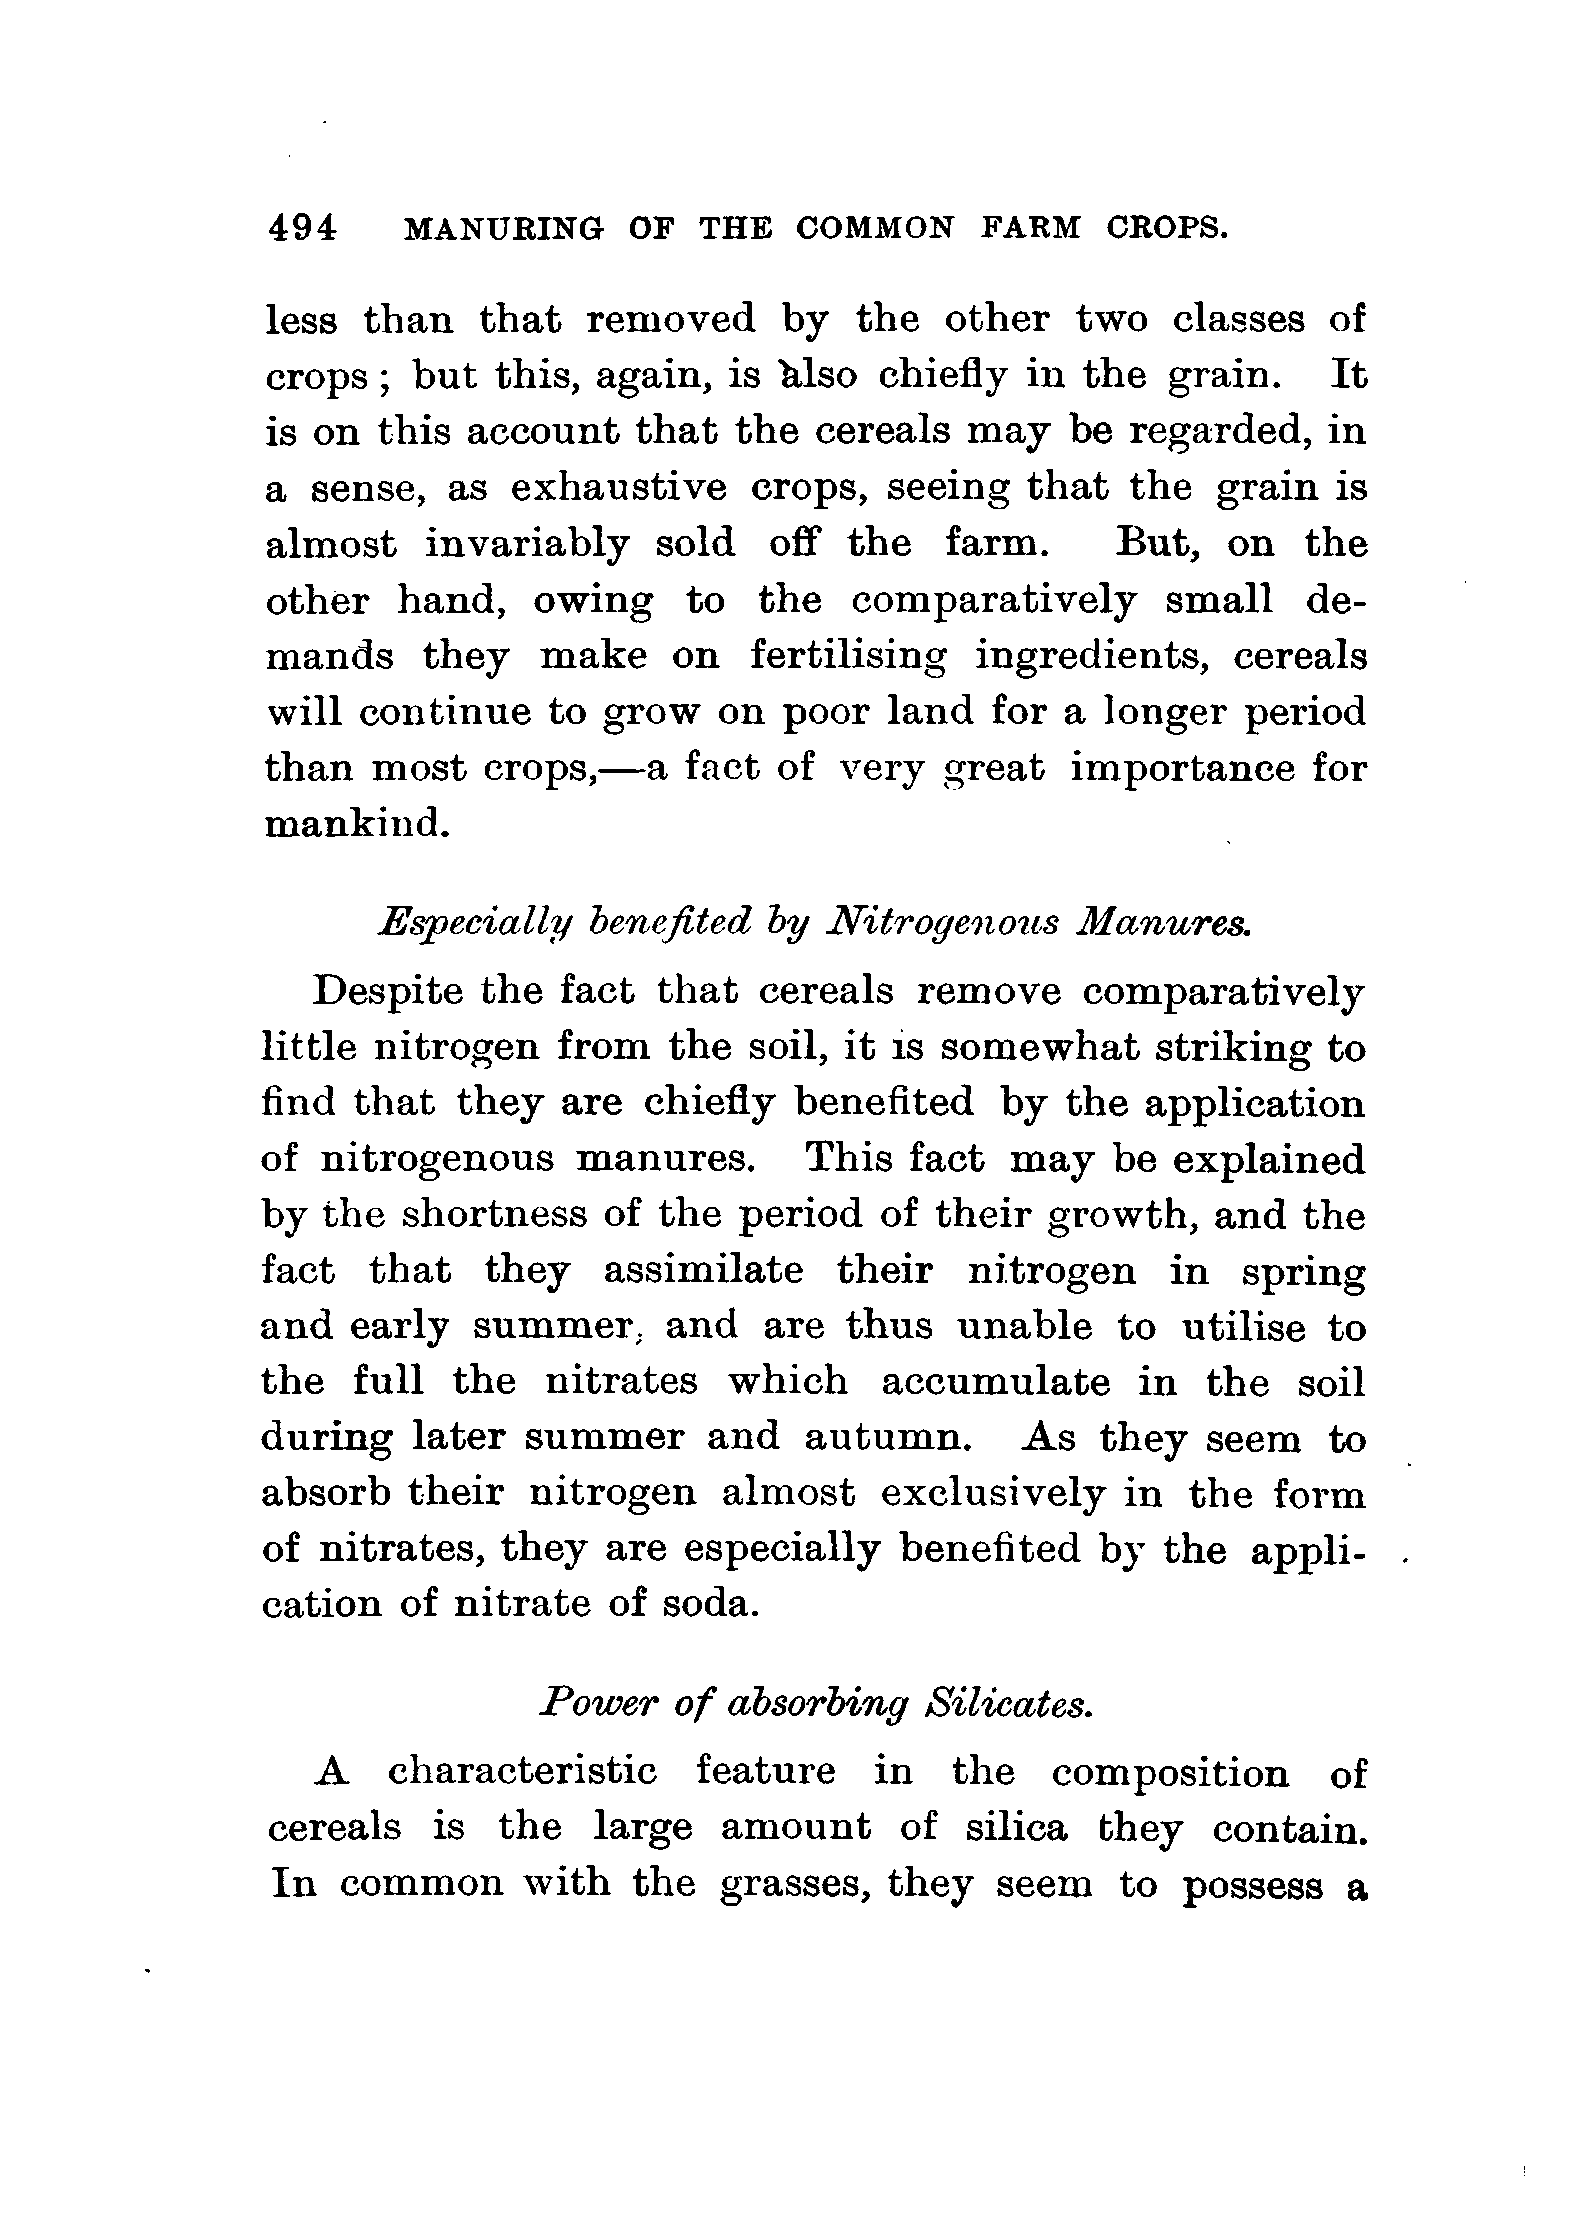 494 MANURING OF THE COMMON FARM CROPS.
less than that removed by the other two classes of
crops ; but this, again, is also chiefly in the grain. It
is on this account that the cereals may be regarded, in
a sense, as exhaustive crops, seeing that the grain is
almost invariably sold off the farm. But, on the
other hand, owing to the comparatively small de-
mands they make on fertilising ingredients, cereals
will continue to grow on poor land for a longer period
than most crops,—a fact of very great importance for
mankind.
Especially benefited by Nitrogenous Manures.
Despite the fact that cereals remove comparatively
little nitrogen from the soil, it is somewhat striking to
find that they are chiefly benefited by the application
of nitrogenous manures. This fact may be explained
by the shortness of the period of their growth, and the
fact that they assimilate their nitrogen in spring
and early summer, and are thus unable to utilise to
the full the nitrates which accumulate in the soil
during later summer and autumn. As they seem to
absorb their nitrogen almost exclusively in the form
of nitrates, they are especially benefited by the appli-
cation of nitrate of soda.
Power of absorbing Silicates.
A characteristic feature in the composition of
cereals is the large amount of silica they contain.
In common with the grasses, they seem to possess a